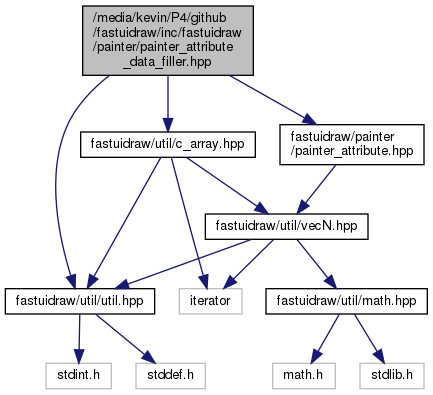 /media/kevin/P4/github
/fastuidraw/inc/fastuidraw
/painter/painter_attribute
_data_filler.hpp
fastuidraw/util/c_array.hpp
fastuidraw/painter
/painter_attribute.hpp
fastuidraw/util/vecN.hpp
fastuidraw/util/util.hpp
iterator
fastuidraw/util/math.hpp
stdint.h
stddef.h
math.h
stdlib.h